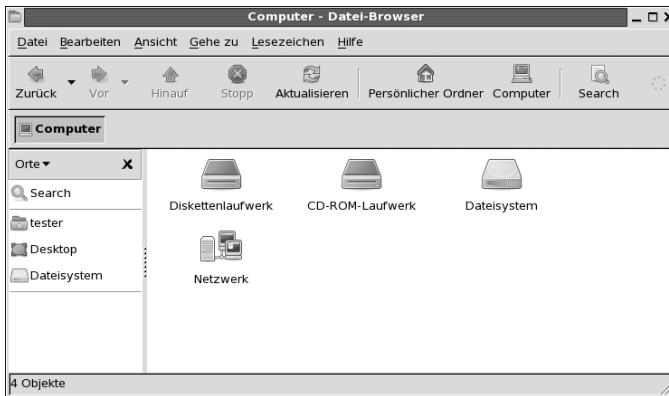 Computer - Datei-Browser
Datei Bearbeiten Ansicht Gehe zu Lesezeichen Hilfe
Zurück Vor Hinauf Stopp Aktualisieren Persönlicher Ordner Computer Search
Computer
Orte
Search
tester
Desktop
Dateisystem
Diskettenlaufwerk CD-ROM-Laufwerk Dateisystem
Netzwerk
4 Objekte